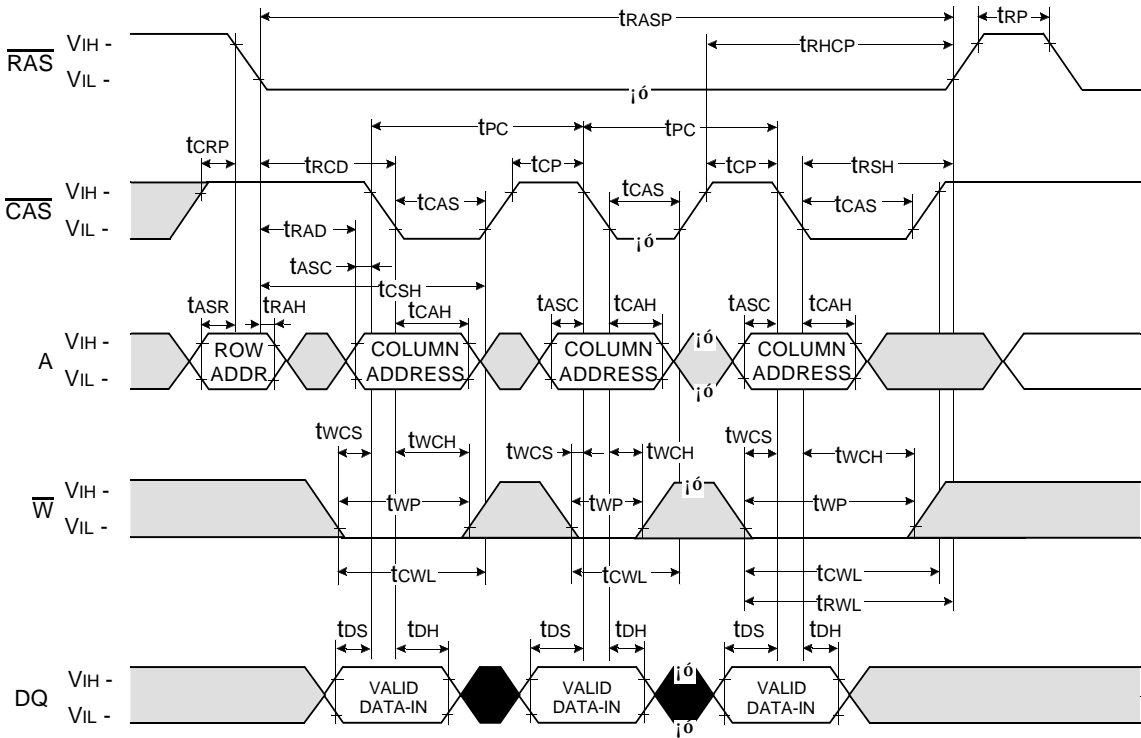 tRASP
tRP
tRHCP
RAS
VIH -
VIL -
¡ó
tPC
tPC
tCRP
tRCD
tCP
tCP
tRSH
CAS
VIH -
VIL -
tCAS
tCAS
tCAS
¡ó
tRAD
tASC
tCSH
tASR
tRAH
tCAH
tASC
tCAH
tASC
tCAH
A
VIH -
VIL -
ROW
ADDR
COLUMN
ADDRESS
COLUMN
ADDRESS
¡ó
¡ó
COLUMN
ADDRESS
tWCS
tWCH
tWCS
tWCH
tWCS
tWCH
W
VIH -
VIL -
tWP
tWP
¡ó
tWP
tCWL
tCWL
tCWL
tRWL
tDS
tDH
tDS
tDH
tDS
tDH
DQ
VIH -
VIL -
VALID
DATA-IN
VALID
DATA-IN
¡ó
¡ó
VALID
DATA-IN